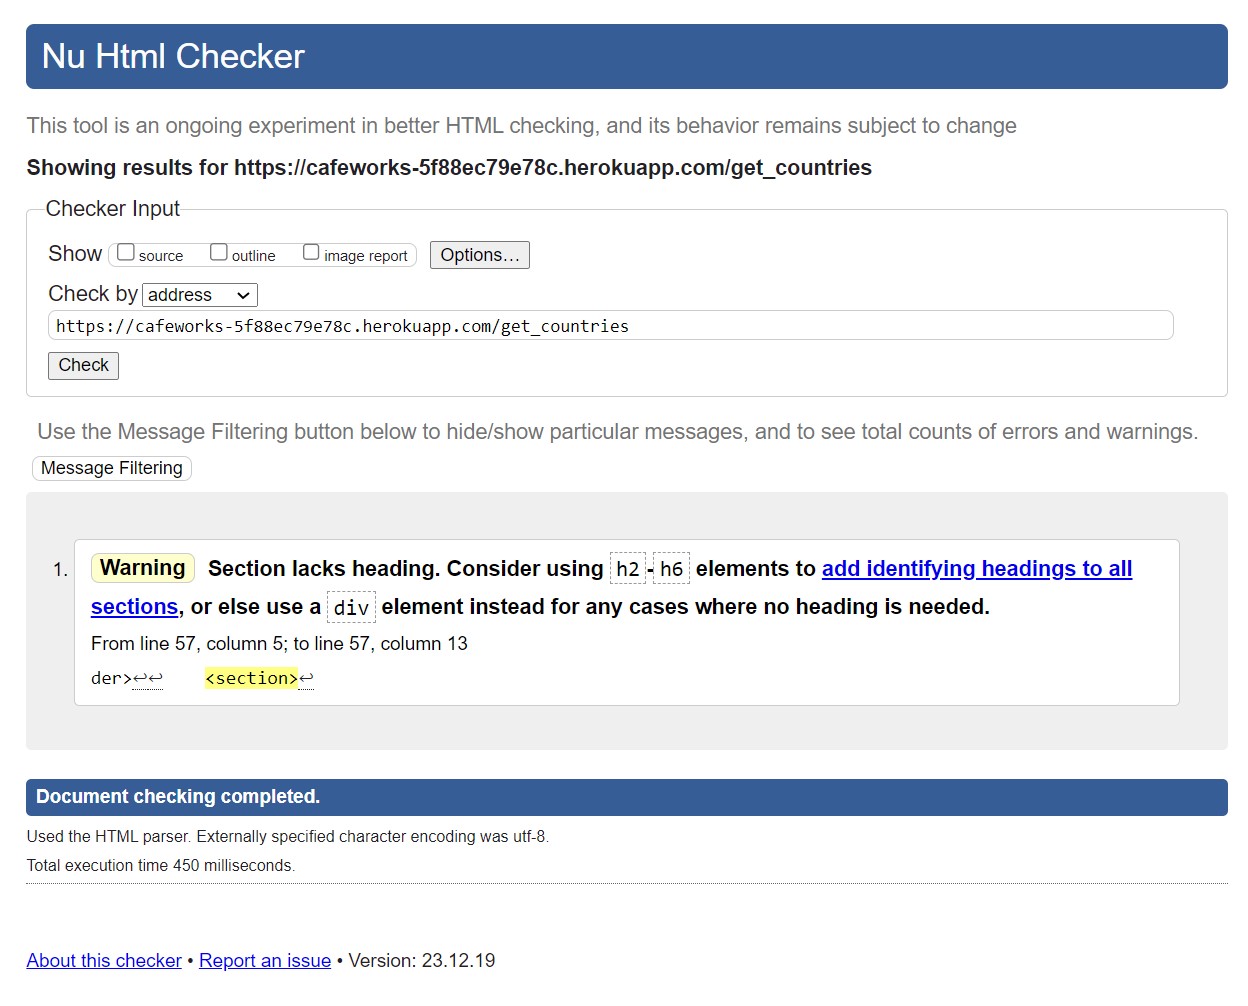 Nu Html Checker
This tool is an ongoing experiment in better HTML checking, and its behavior remains subject to change
Showing results for https://cafeworks-5f88ec79e78c.herokuapp.com/get_countries
Checker Input
Show source outline image report Options…
Check by address
https://cafeworks-5f88ec79e78c.herokuapp.com/get_countries
Check
Use the Message Filtering button below to hide/show particular messages, and to see total counts of errors and warnings.
Message Filtering
1. Warning Section lacks heading. Consider using h2-h6 elements to add identifying headings to all
sections, or else use a div element instead for any cases where no heading is needed.
From line 57, column 5; to line 57, column 13
der>↩↩ <section>↩
Document checking completed.
Used the HTML parser. Externally specified character encoding was utf-8.
Total execution time 450 milliseconds.
About this checker • Report an issue • Version: 23.12.19